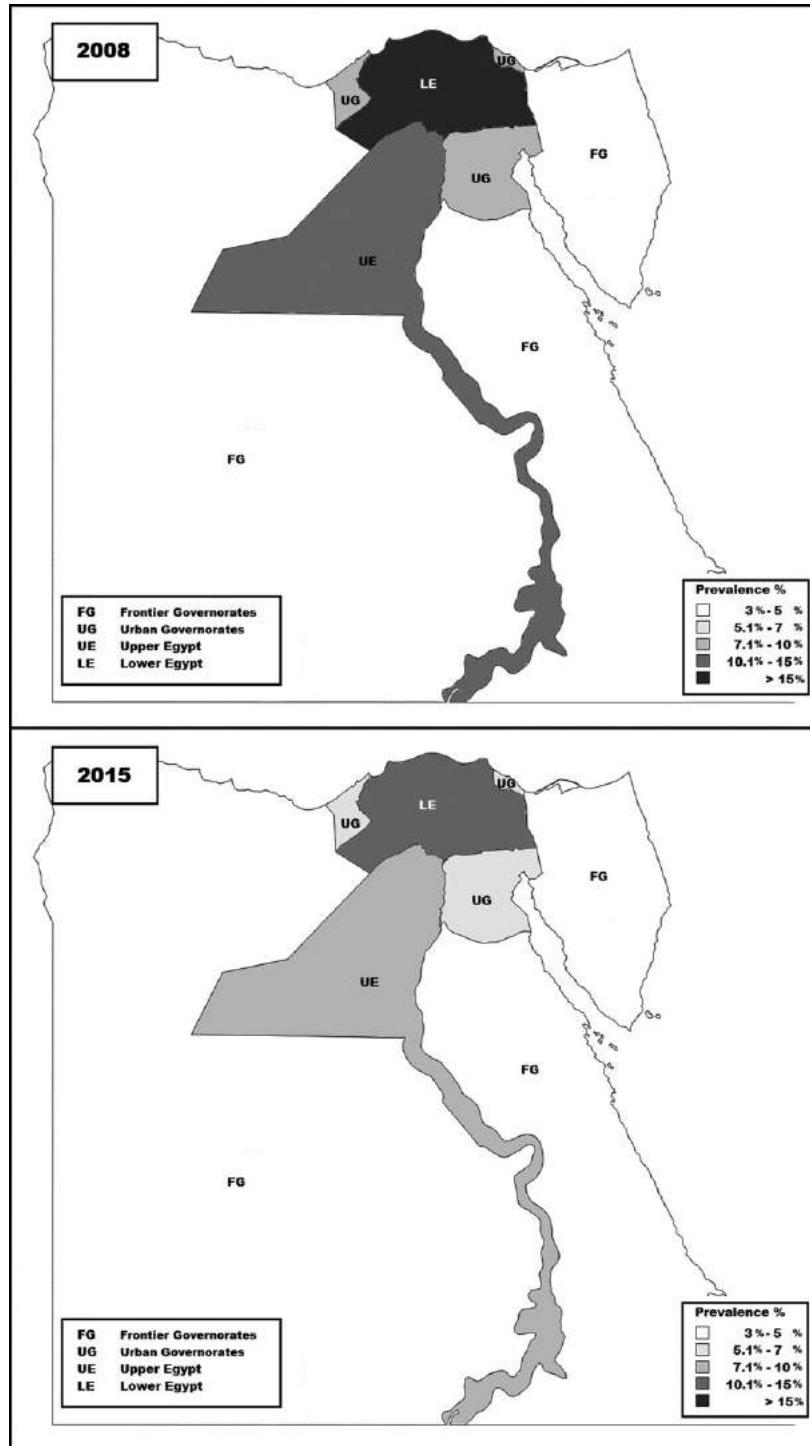 2008
UG
LE
UG
FG
UG
UE
FG
FG
FG Frontier Governorates
UG Urban Governorates
UE Upper Egypt
LE Lower Egypt
Prevalence %
3%-5 %
5.1%-7 %
7.1%-10%
10.1%-15%
> 15%
2015
UG
LE
UG
FG
UG
UE
FG
FG
FG Frontier Governorates
UG Urban Governorates
UE Upper Egypt
LE Lower Egypt
Prevalence %
3%-5 %
5.1%-7 %
7.1%-10%
10.1%-15%
> 15%